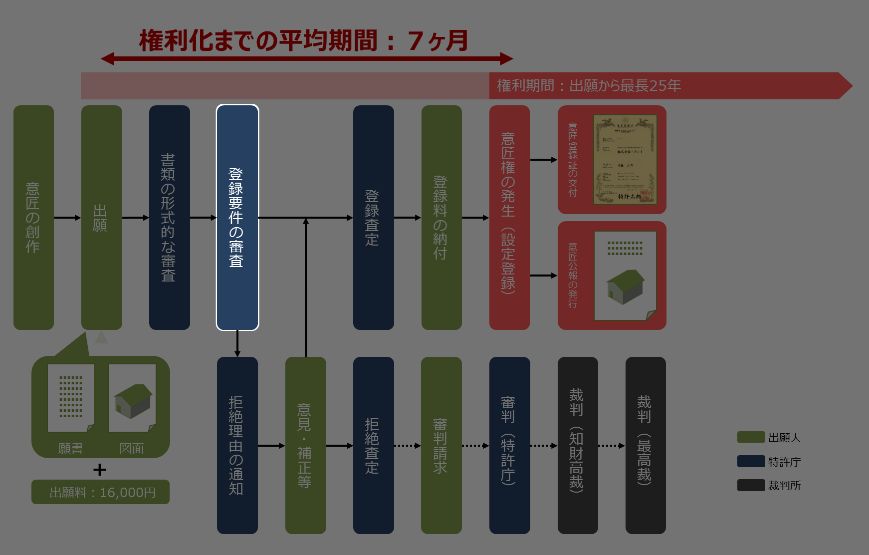 権利化までの平均期間：７ヶ月
権利期間：出願から最長25年
意匠の創作
出願
書類の形式的な審査
登録要件の審査
登録査定
登録料の納付
意匠権の発生（設定登録）
意匠登録証の交付
意匠公報の発行
願書
図面
＋
出願料：16,000円
拒絶理由の通知
意見・補正等
拒絶査定
審判請求
審判（特許庁）
裁判（知財高裁）
裁判（最高裁）
出願人
特許庁
裁判所